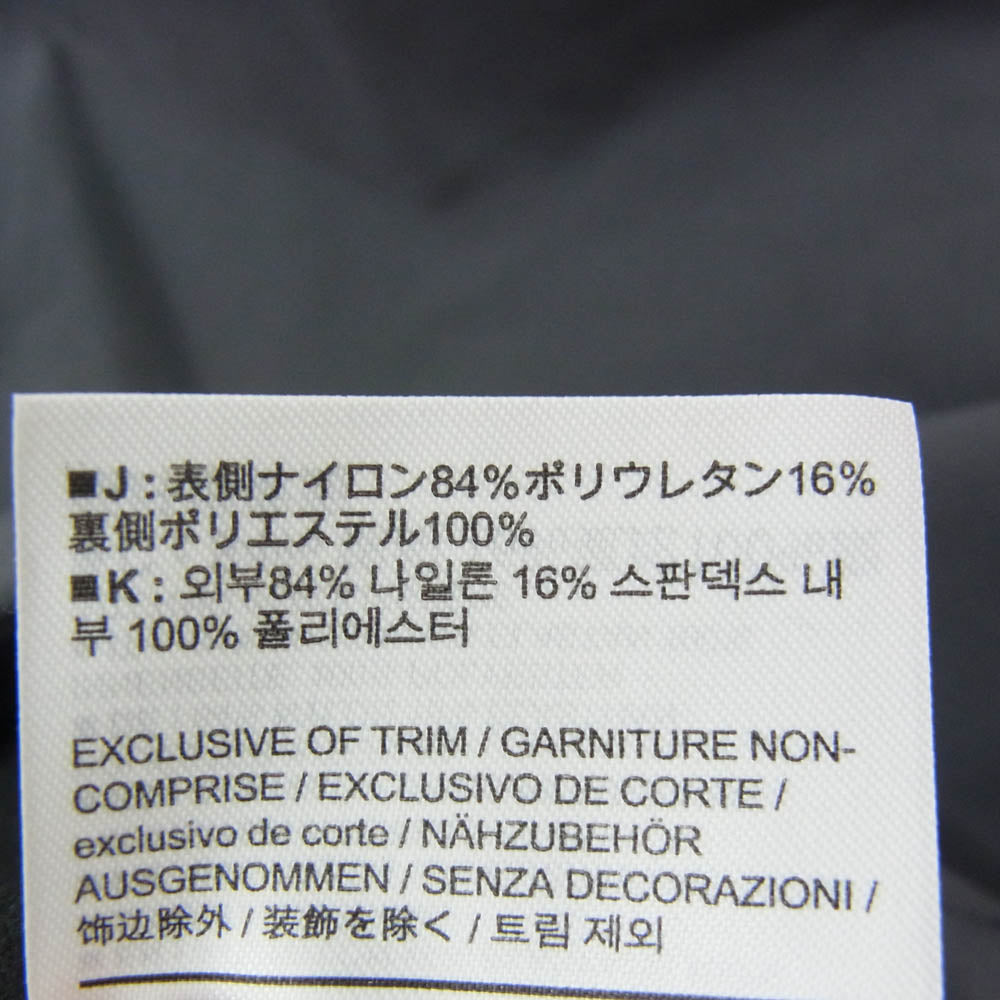 ■J : 表側ナイロン84%ポリウレタン16%
裏側ポリエステル100%
■K : 외부84% 나일론 16% 스판덱스 내
부 100% 폴리에스터
EXCLUSIVE OF TRIM / GARNITURE NON-
COMPRISE / EXCLUSIVO DE CORTE /
exclusivo de corte / NÄHZUBEHÖR
AUSGENOMMEN / SENZA DECORAZIONI /
饰边除外 / 装飾を除く / 트림 제외